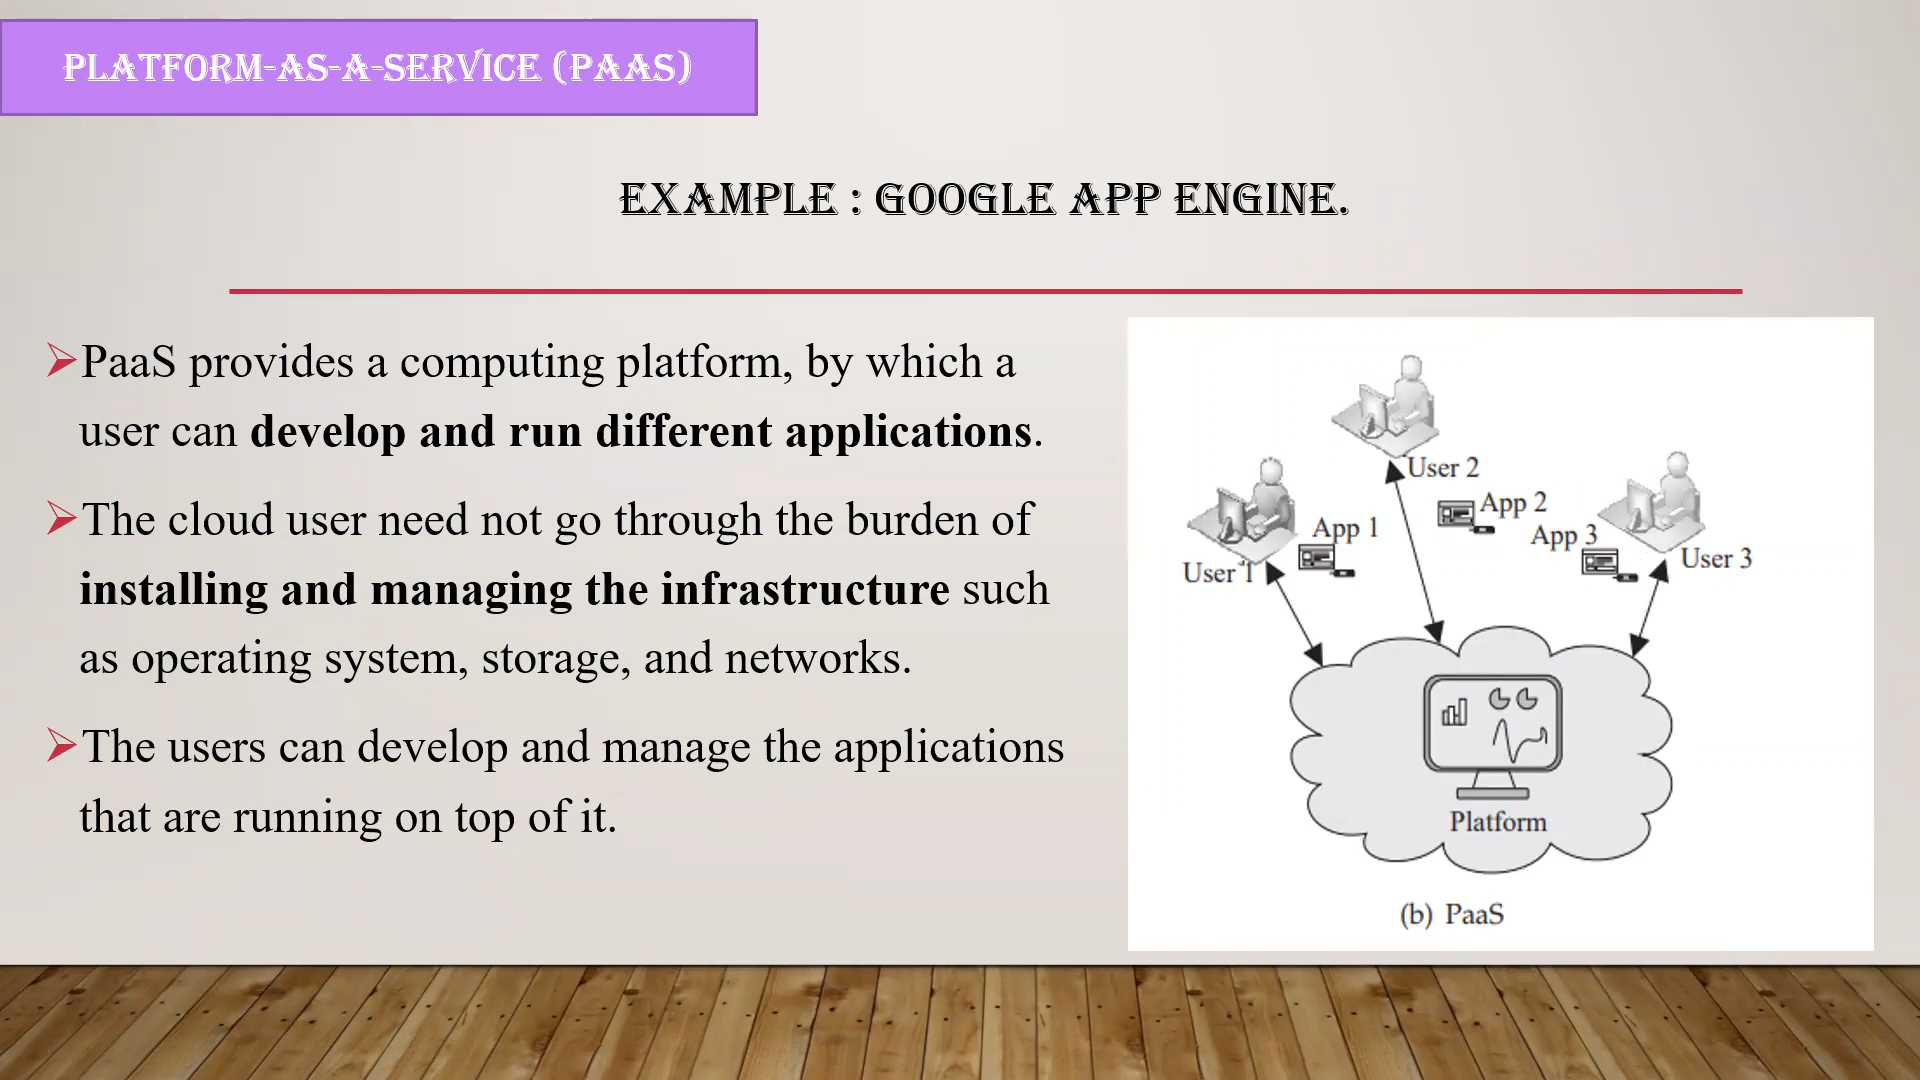 PLATFORM-AS-A-SERVICE (PAAS)
EXAMPLE : GOOGLE APP ENGINE.
PaaS provides a computing platform, by which a
user can develop and run different applications.
The cloud user need not go through the burden of
installing and managing the infrastructure such
as operating system, storage, and networks.
The users can develop and manage the applications
that are running on top of it.
User 2
App 2
App 1
App 3
User 3
User 1
Platform
(b) PaaS